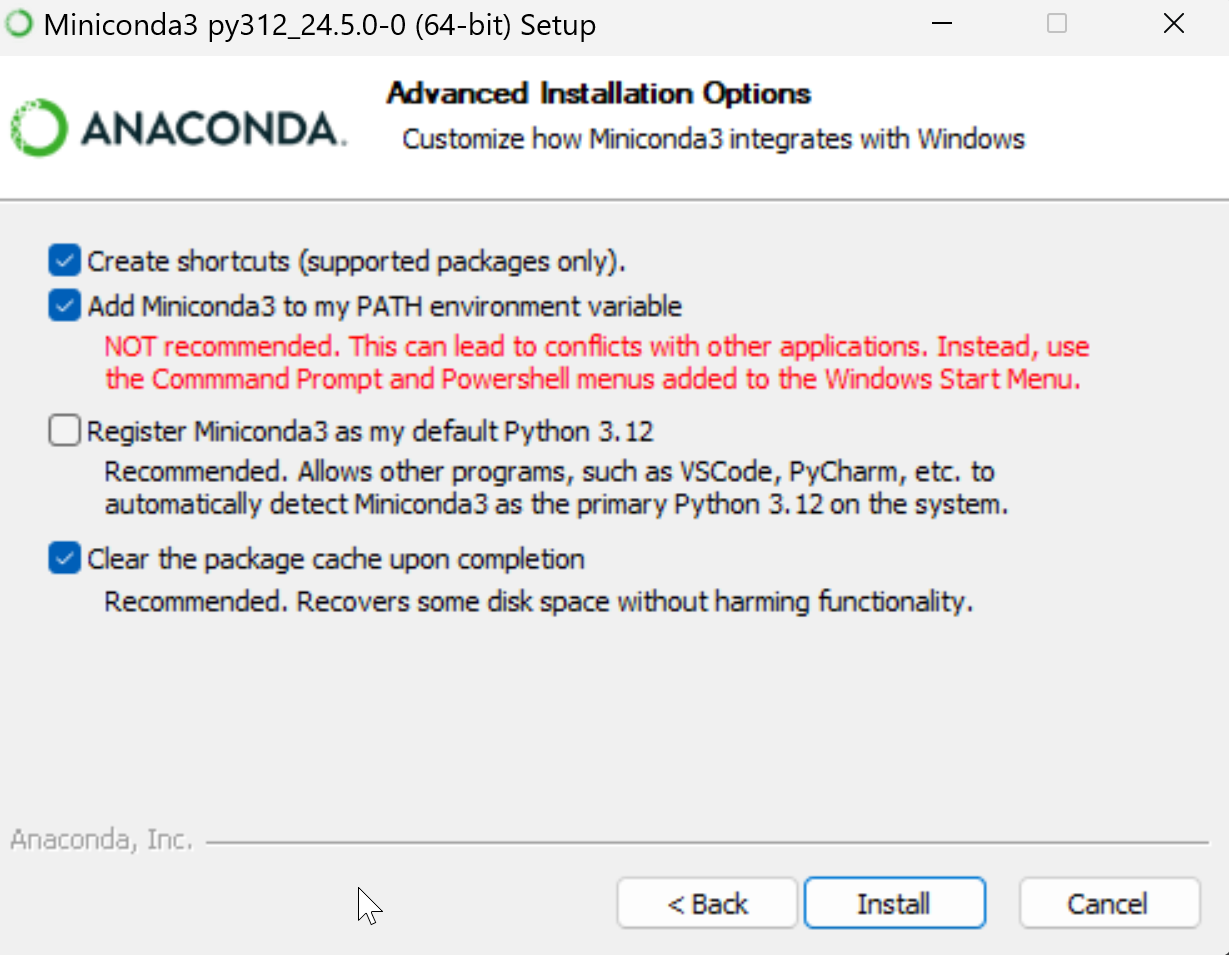 Miniconda3 py312_24.5.0-0 (64-bit) Setup
ANACONDA.
Advanced Installation Options
Customize how Miniconda3 integrates with Windows
Create shortcuts (supported packages only).
Add Miniconda3 to my PATH environment variable
NOT recommended. This can lead to conflicts with other applications. Instead, use
the Commmand Prompt and Powershell menus added to the Windows Start Menu.
Register Miniconda3 as my default Python 3.12
Recommended. Allows other programs, such as VSCode, PyCharm, etc. to
automatically detect Miniconda3 as the primary Python 3.12 on the system.
Clear the package cache upon completion
Recommended. Recovers some disk space without harming functionality.
Anaconda, Inc.
< Back
Install
Cancel